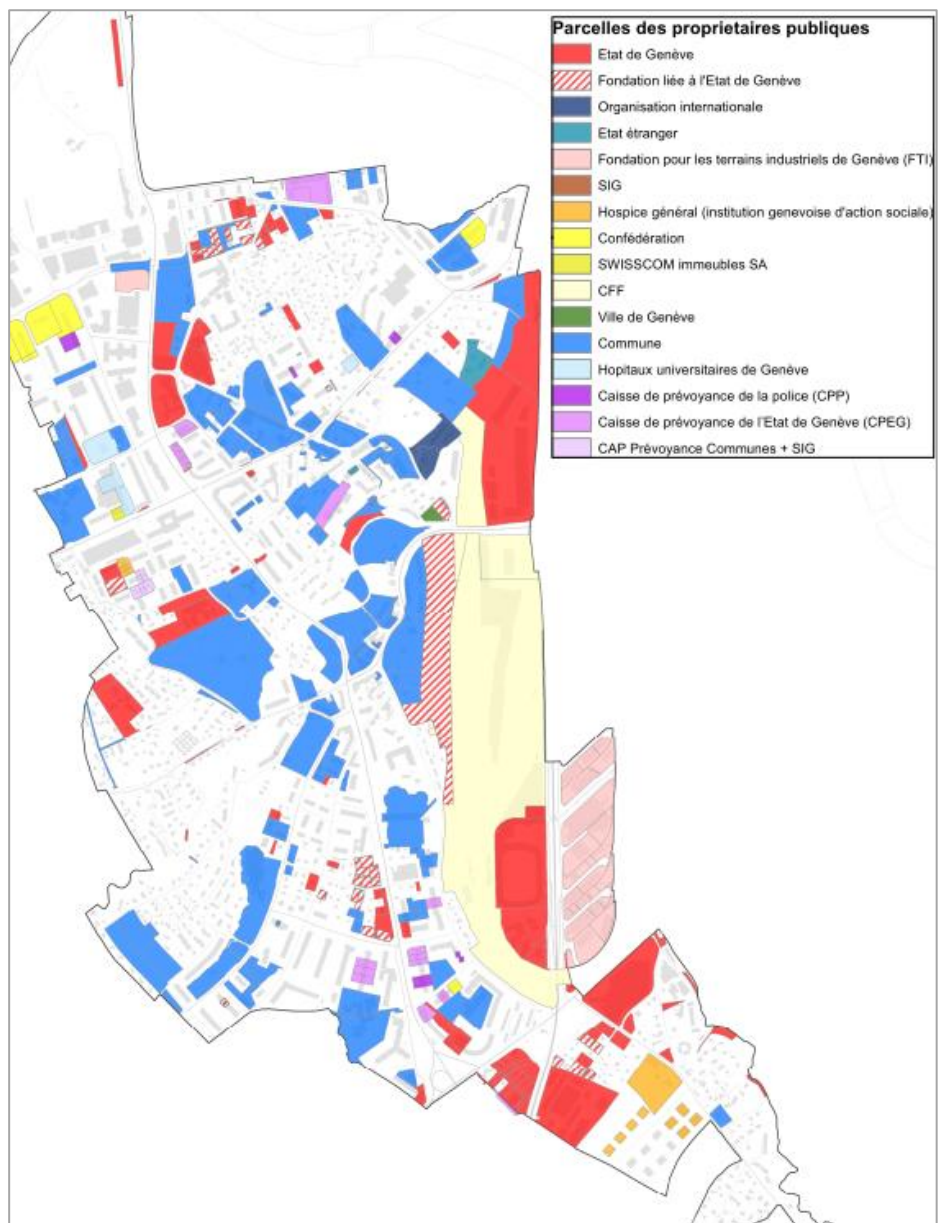 Parcelles des proprietaires publiques
Etat de Genève
Fondation liée à l'Etat de Genève
Organisation internationale
Etat étranger
Fondation pour les terrains industriels de Genève (FTI)
SIG
Hospice général (institution genevoise d'action sociale)
Confédération
SWISSCOM immeubles SA
CFF
Ville de Genève
Commune
Hopitaux universitaires de Genève
Caisse de prévoyance de la police (CPP)
Caisse de prévoyance de l'Etat de Genève (CPEG)
CAP Prévoyance Communes + SIG